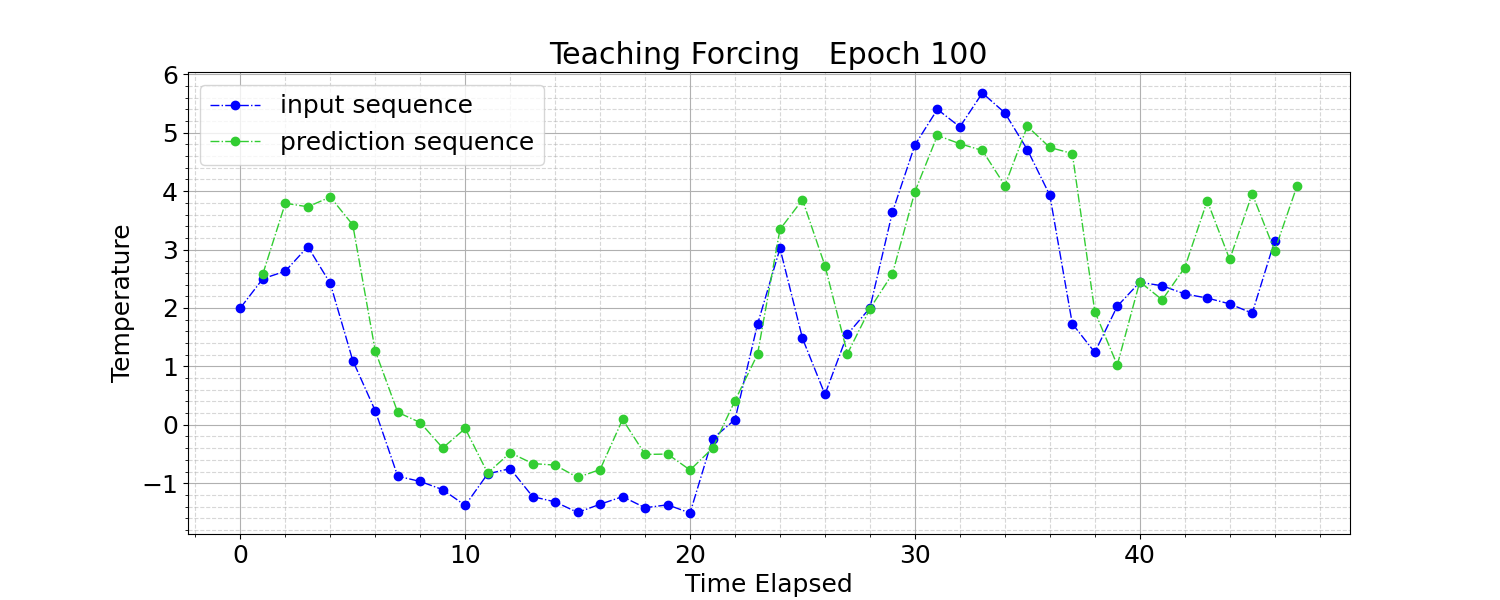 Teaching Forcing   Epoch 100
6
5
4
3
2
1
0
−1
input sequence
prediction sequence
Temperature
0 10 20 30 40
Time Elapsed